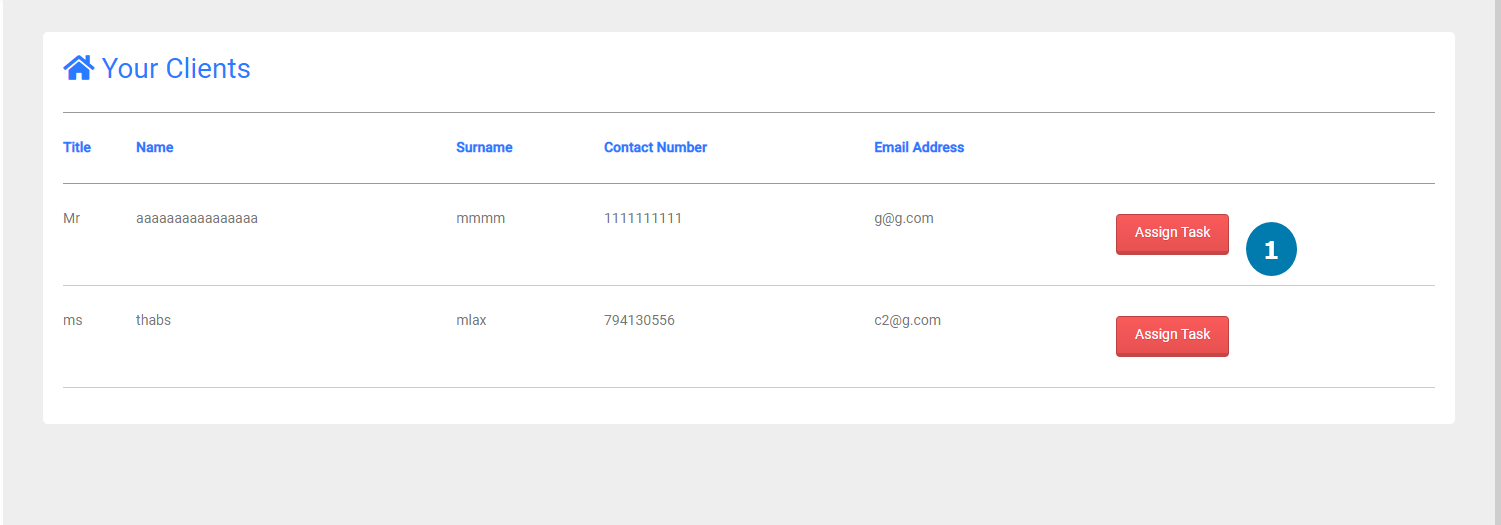 Your Clients
Title Name Surname Contact Number Email Address
Mr aaaaaaaaaaaaaaaa mmmm 1111111111 g@g.com Assign Task 1
ms thabs mlax 794130556 c2@g.com Assign Task